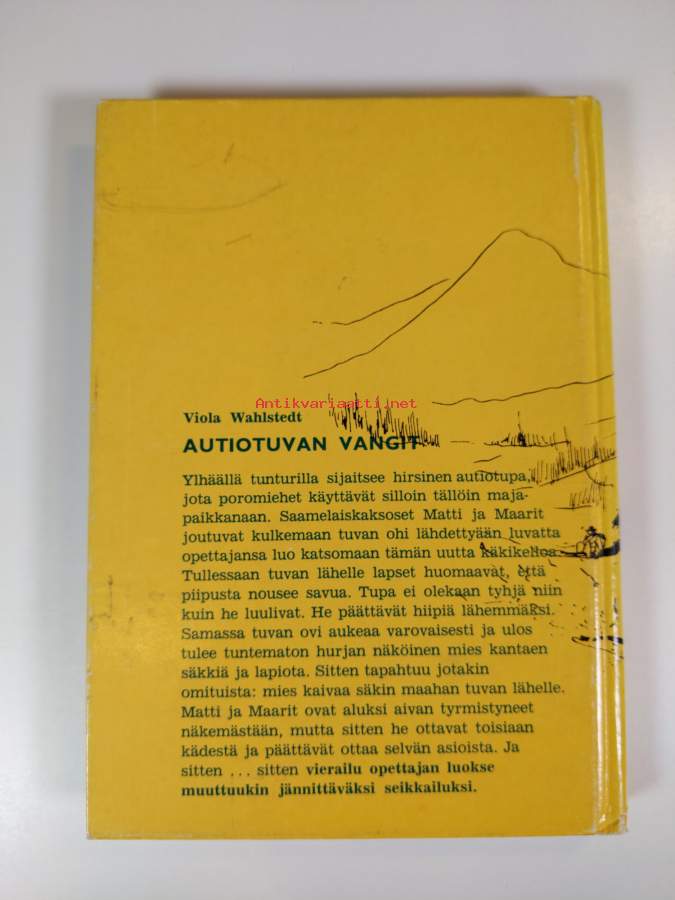 Antikvariaatti.net
Viola Wahlstedt
AUTIOTUVAN VANGIT
Ylhäällä tunturilla sijaitsee hirsinen autiotupa,
jota poromiehet käyttävät silloin tällöin maja-
paikkanaan. Saamelaiskaksoset Matti ja Maarit
joutuvat kulkemaan tuvan ohi lähdettyään luvatta
opettajansa luo katsomaan tämän uutta käkikelloa.
Tullessaan tuvan lähelle lapset huomaavat, että
piipusta nousee savua. Tupa ei olekaan tyhjä niin
kuin he luulivat. He päättävät hiipiä lähemmäksi.
Samassa tuvan ovi aukeaa varovaisesti ja ulos
tulee tuntematon hurjan näköinen mies kantaen
säkkiä ja lapiota. Sitten tapahtuu jotakin
omituista: mies kaivaa säkin maahan tuvan lähelle.
Matti ja Maarit ovat aluksi aivan tyrmistyneet
näkemästään, mutta sitten he ottavat toisiaan
kädestä ja päättävät ottaa selvän asioista. Ja
sitten ... sitten vierailu opettajan luokse
muuttuukin jännittäväksi seikkailuksi.